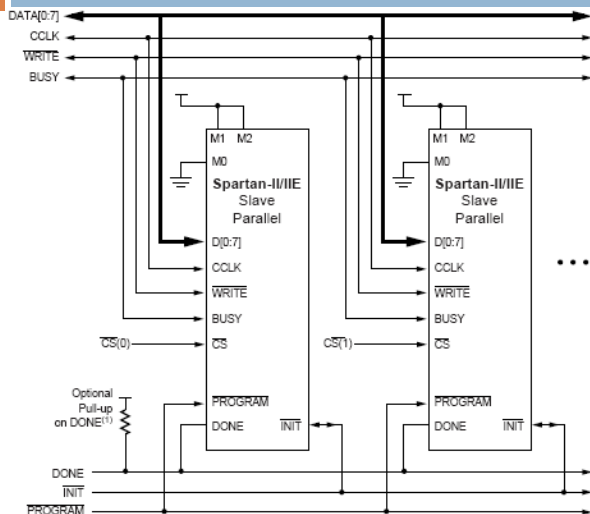 DATA[0:7]
CCLK
WRITE
BUSY
M1 M2
M0
Spartan-II/IIE
Slave
Parallel
D[0:7]
CCLK
WRITE
BUSY
CS(0)
CS
Optional
Pull-up
on DONE(1)
PROGRAM
DONE
INIT
M1 M2
M0
Spartan-II/IIE
Slave
Parallel
D[0:7]
CCLK
WRITE
BUSY
CS(1)
CS
PROGRAM
DONE
INIT
...
DONE
INIT
PROGRAM